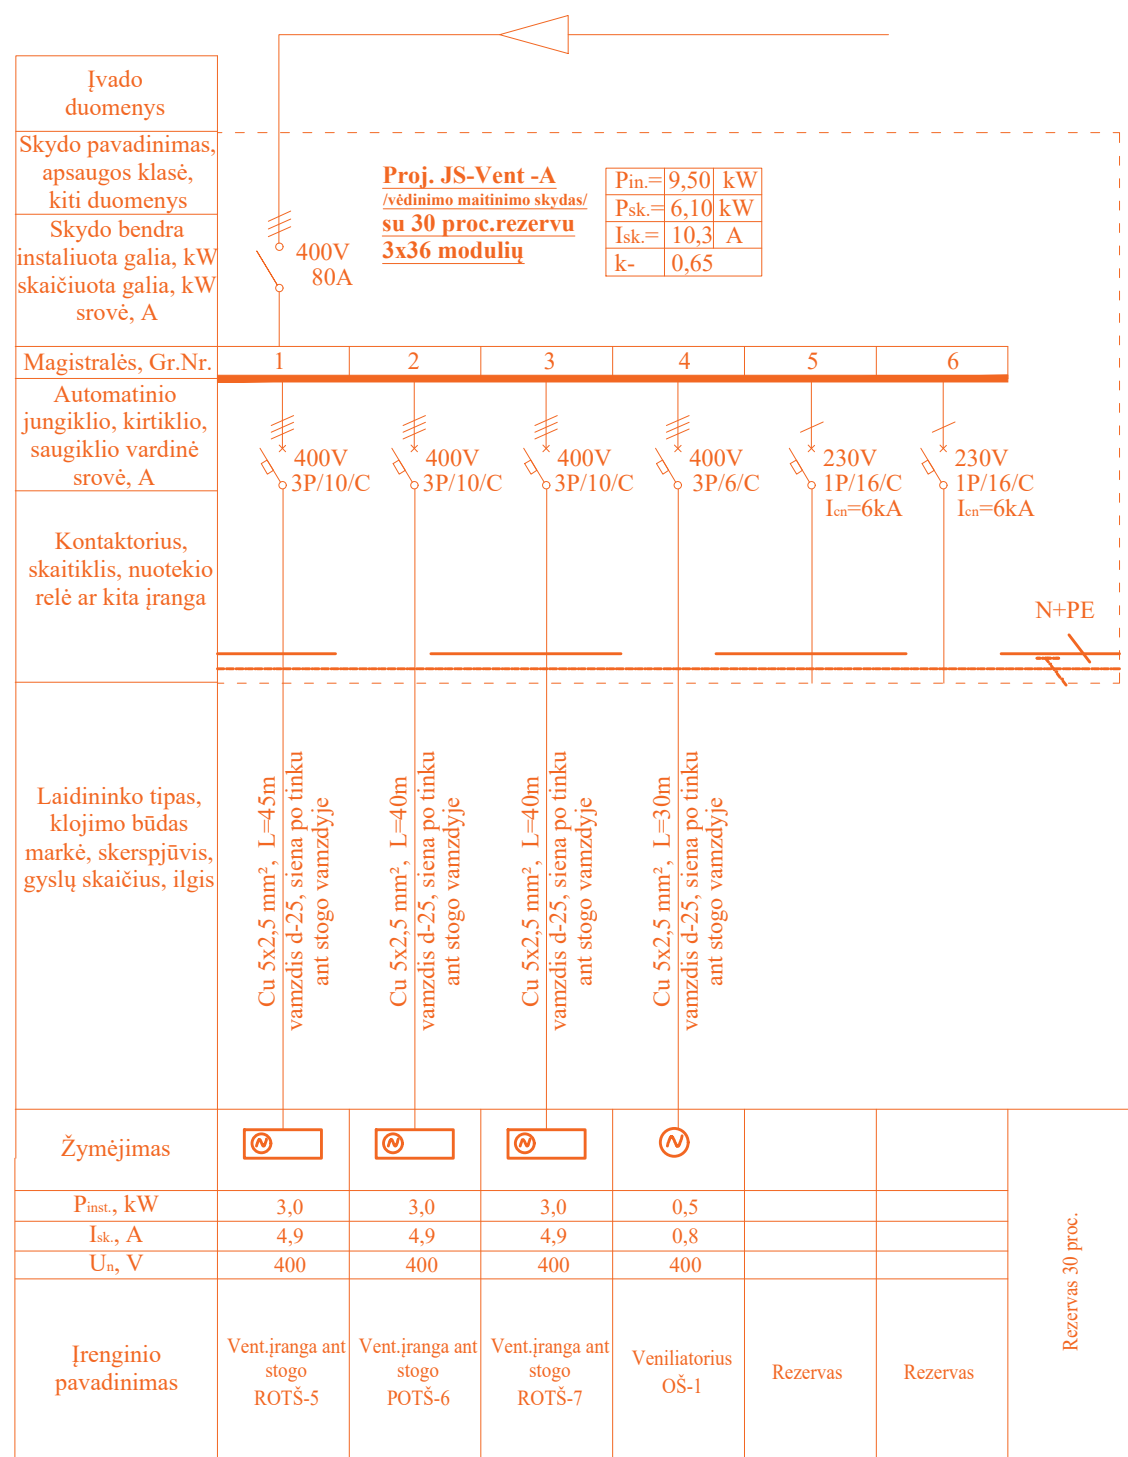 Įvado
duomenys
Skydo pavadinimas,
apsaugos klasė,
kiti duomenys
Skydo bendra
instaliuota galia, kW
skaičiuota galia, kW
srovė, A
400V
80A
Proj. JS-Vent -A
/vėdinimo maitinimo skydas/
su 30 proc.rezervu
3x36 modulių
Pin.= 9,50 kW
Psk.= 6,10 kW
Isk.= 10,3 A
k- 0,65
Magistralės, Gr.Nr. 1 2 3 4 5 6
Automatinio
jungiklio, kirtiklio,
saugiklio vardinė
srovė, A
400V
3P/10/C
400V
3P/10/C
400V
3P/10/C
400V
3P/6/C
230V
1P/16/C
Icn=6kA
230V
1P/16/C
Icn=6kA
Kontaktorius,
skaitiklis, nuotekio
relė ar kita įranga
N+PE
Laidininko tipas,
klojimo būdas
markė, skerspjūvis,
gyslų skaičius, ilgis
Cu 5x2,5 mm², L=45m
vamzdis d-25, siena po tinku
ant stogo vamzdyje
Cu 5x2,5 mm², L=40m
vamzdis d-25, siena po tinku
ant stogo vamzdyje
Cu 5x2,5 mm², L=40m
vamzdis d-25, siena po tinku
ant stogo vamzdyje
Cu 5x2,5 mm², L=30m
vamzdis d-25, siena po tinku
ant stogo vamzdyje
Žymėjimas
Pinst., kW 3,0 3,0 3,0 0,5
Isk., A 4,9 4,9 4,9 0,8
Un, V 400 400 400 400
Įrenginio
pavadinimas
Vent.įranga ant
stogo
ROTŠ-5
Vent.įranga ant
stogo
POTŠ-6
Vent.įranga ant
stogo
ROTŠ-7
Veniliatorius
OŠ-1
Rezervas
Rezervas
Rezervas 30 proc.